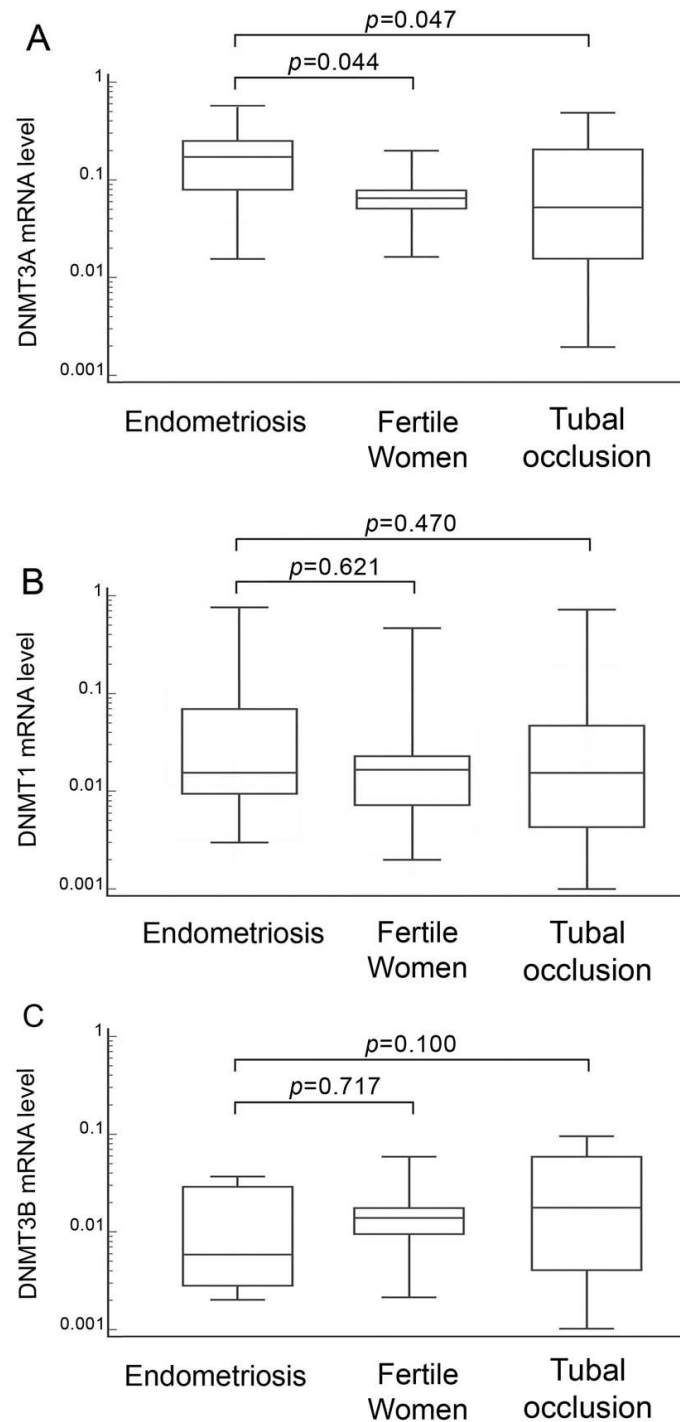 A
p=0.047
p=0.044
DNMT3A mRNA level
1
0.1
0.01
0.001
Endometriosis
Fertile
Women
Tubal
occlusion
B
p=0.470
p=0.621
DNMT1 mRNA level
1
0.1
0.01
0.001
Endometriosis
Fertile
Women
Tubal
occlusion
C
p=0.100
p=0.717
DNMT3B mRNA level
1
0.1
0.01
0.001
Endometriosis
Fertile
Women
Tubal
occlusion